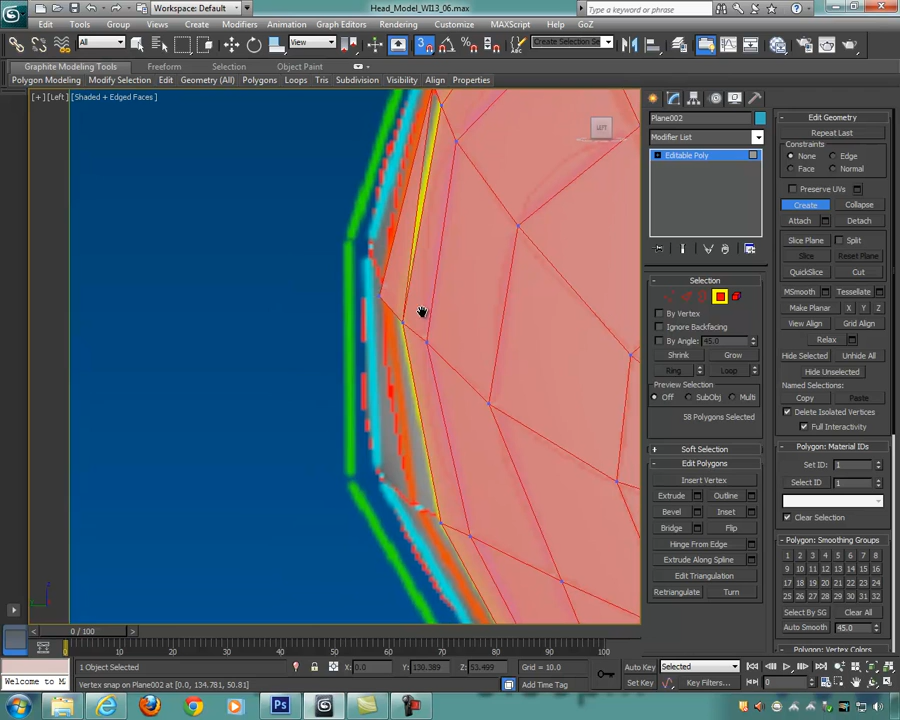 Workspace: Default
Head_Model_WII3_06.max
Type a keyword or phrase
Edit Tools Group Views Create Modifiers Animation Graph Editors Rendering Customize MAXScript Help GoZ
All
View
Create Selection Se
Graphite Modeling Tools Freeform Selection Object Paint
Polygon Modeling Modify Selection Edit Geometry (All) Polygons Loops Tris Subdivision Visibility Align Properties
[+] [Left] [Shaded + Edged Faces]
LEFT
Plane002
Modifier List
Editable Poly
Selection
By Vertex
Ignore Backfacing
By Angle: 45.0
Shrink Grow
Ring Loop
Preview Selection
Off SubObj Multi
58 Polygons Selected
Soft Selection
Edit Polygons
Insert Vertex
Extrude Outline
Bevel Inset
Bridge Flip
Hinge From Edge
Extrude Along Spline
Edit Triangulation
Retriangulate Turn
Edit Geometry
Repeat Last
Constraints
None Edge
Face Normal
Preserve UVs
Create Collapse
Attach Detach
Slice Plane Split
Slice Reset Plane
QuickSlice Cut
MSmooth Tessellate
Make Planar X Y Z
View Align Grid Align
Relax
Hide Selected Unhide All
Hide Unselected
Named Selections:
Copy Paste
Delete Isolated Vertices
Full Interactivity
Polygon: Material IDs
Set ID: 1
Select ID 1
Clear Selection
Polygon: Smoothing Groups
1 2 3 4 5 6 7 8
9 10 11 12 13 14 15 16
17 18 19 20 21 22 23 24
25 26 27 28 29 30 31 32
Select By SG Clear All
Auto Smooth 45.0
Polygon: Vertex Colors
0 / 100
0 10 20 30 40 50 60 70 80 90 100
1 Object Selected
X: 0.0 Y: 130.389 Z: 53.499 Grid = 10.0
Auto Key Selected
Welcome to M
Vertex snap on Plane002 at [0.0, 134.781, 50.81]
Add Time Tag
Set Key Key Filters... 0